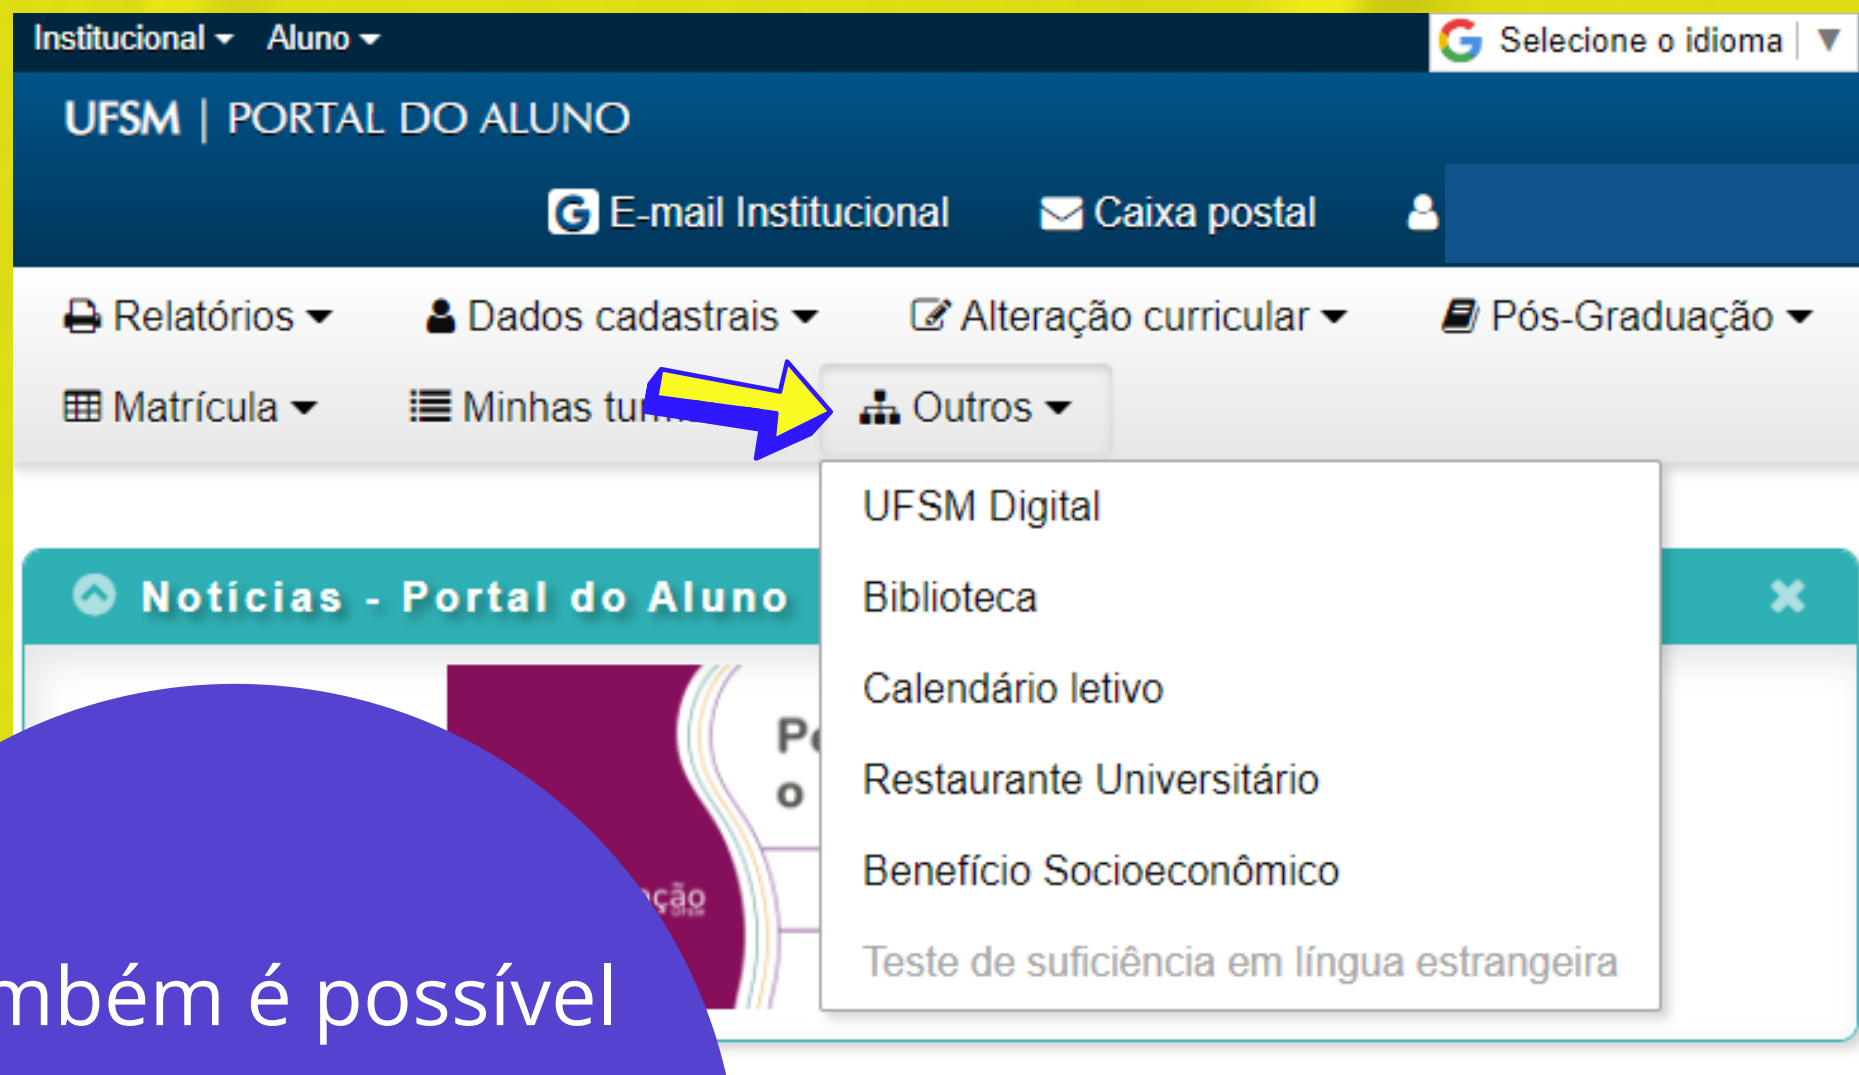 Institucional Aluno
Selecione o idioma
UFSM | PORTAL DO ALUNO
E-mail Institucional Caixa postal
Relatórios Dados cadastrais Alteração curricular Pós-Graduação
Matrícula Minhas Outros
UFSM Digital
Biblioteca
Calendário letivo
Restaurante Universitário
Benefício Socioeconômico
Teste de suficiência em língua estrangeira
Notícias - Portal do Aluno
o
é possível